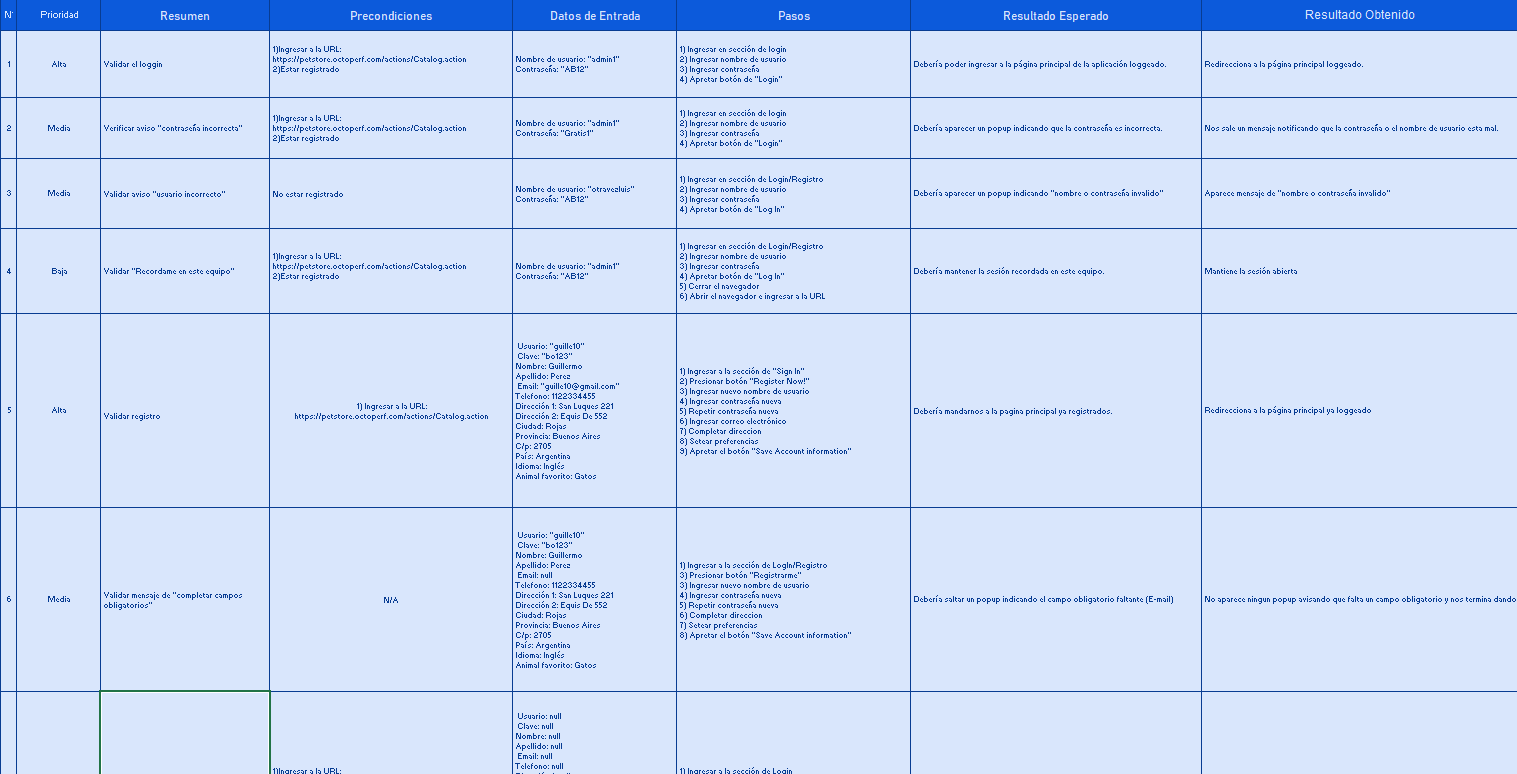 N° Prioridad Resumen Precondiciones Datos de Entrada Pasos Resultado Esperado Resultado Obtenido
1
Alta
Validar el loggin
1)Ingresar a la URL:
https://petstore.octoperf.com/actions/Catalog.action
2)Estar registrado
Nombre de usuario: "admin1"
Contraseña: "AB12"
1) Ingresar en sección de login
2) Ingresar nombre de usuario
3) Ingresar contraseña
4) Apretar botón de "Login"
Debería poder ingresar a la página principal de la aplicación loggeado.
Redirecciona a la página principal loggeado.
2
Media
Verificar aviso "contraseña incorrecta"
1)Ingresar a la URL:
https://petstore.octoperf.com/actions/Catalog.action
2)Estar registrado
Nombre de usuario: "admin1"
Contraseña: "Gratis1"
1) Ingresar en sección de login
2) Ingresar nombre de usuario
3) Ingresar contraseña
4) Apretar botón de "Login"
Debería aparecer un popup indicando que la contraseña es incorrecta.
Nos sale un mensaje notificando que la contraseña o el nombre de usuario esta mal.
3
Media
Validar aviso "usuario incorrecto"
No estar registrado
Nombre de usuario: "otravezluis"
Contraseña: "AB12"
1) Ingresar en sección de Login/Registro
2) Ingresar nombre de usuario
3) Ingresar contraseña
4) Apretar botón de "Log In"
Debería aparecer un popup indicando "nombre o contraseña invalido"
Aparece mensaje de "nombre o contraseña invalido"
4
Baja
Validar "Recordame en este equipo"
1)Ingresar a la URL:
https://petstore.octoperf.com/actions/Catalog.action
2)Estar registrado
Nombre de usuario: "admin1"
Contraseña: "AB12"
1) Ingresar en sección de Login/Registro
2) Ingresar nombre de usuario
3) Ingresar contraseña
4) Apretar botón de "Log In"
5) Cerrar el navegador
6) Abrir el navegador e ingresar a la URL
Debería mantener la sesión recordada en este equipo.
Mantiene la sesión abierta
5
Alta
Validar registro
1) Ingresar a la URL:
https://petstore.octoperf.com/actions/Catalog.action
Usuario: "guille10"
Clave: "bo123"
Nombre: Guillermo
Apellido: Perez
Email: "guille10@gmail.com"
Telefono: 1122334455
Dirección 1: San Luques 221
Dirección 2: Equis De 552
Ciudad: Rojas
Provincia: Buenos Aires
C/p: 2705
País: Argentina
Idioma: Inglés
Animal favorito: Gatos
1) Ingresar a la sección de "Sign In"
2) Presionar botón "Register Now!"
3) Ingresar nuevo nombre de usuario
4) Ingresar contraseña nueva
5) Repetir contraseña nueva
6) Ingresar correo electrónico
7) Completar direccion
8) Setear preferencias
9) Apretar el botón "Save Account information"
Debería mandarnos a la pagina principal ya registrados.
Redirecciona a la página principal ya loggeado
6
Media
Validar mensaje de "completar campos
obligatorios"
N/A
Usuario: "guille10"
Clave: "bo123"
Nombre: Guillermo
Apellido: Perez
Email: null
Telefono: 1122334455
Dirección 1: San Luques 221
Dirección 2: Equis De 552
Ciudad: Rojas
Provincia: Buenos Aires
C/p: 2705
País: Argentina
Idioma: Inglés
Animal favorito: Gatos
1) Ingresar a la sección de LogIn/Registro
3) Presionar botón "Registrarme"
3) Ingresar nuevo nombre de usuario
4) Ingresar contraseña nueva
5) Repetir contraseña nueva
6) Completar direccion
7) Setear preferencias
8) Apretar el botón "Save Account information"
Debería saltar un popup indicando el campo obligatorio faltante (E-mail)
No aparece ningun popup avisando que falta un campo obligatorio y nos termina dando
1)Ingresar a la URL:
Usuario: null
Clave: null
Nombre: null
Apellido: null
Email: null
Telefono: null
1) Ingresar a la sección de Login